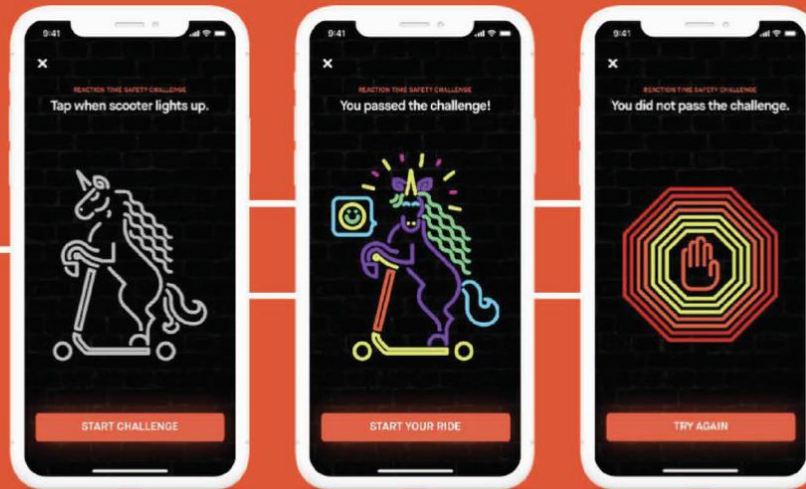 9:41
REACTION TIME SAFETY CHALLENGE
Tap when scooter lights up.
START CHALLENGE
9:41
REACTION TIME SAFETY CHALLENGE
You passed the challenge!
START YOUR RIDE
9:41
REACTION TIME SAFETY CHALLENGE
You did not pass the challenge.
TRY AGAIN